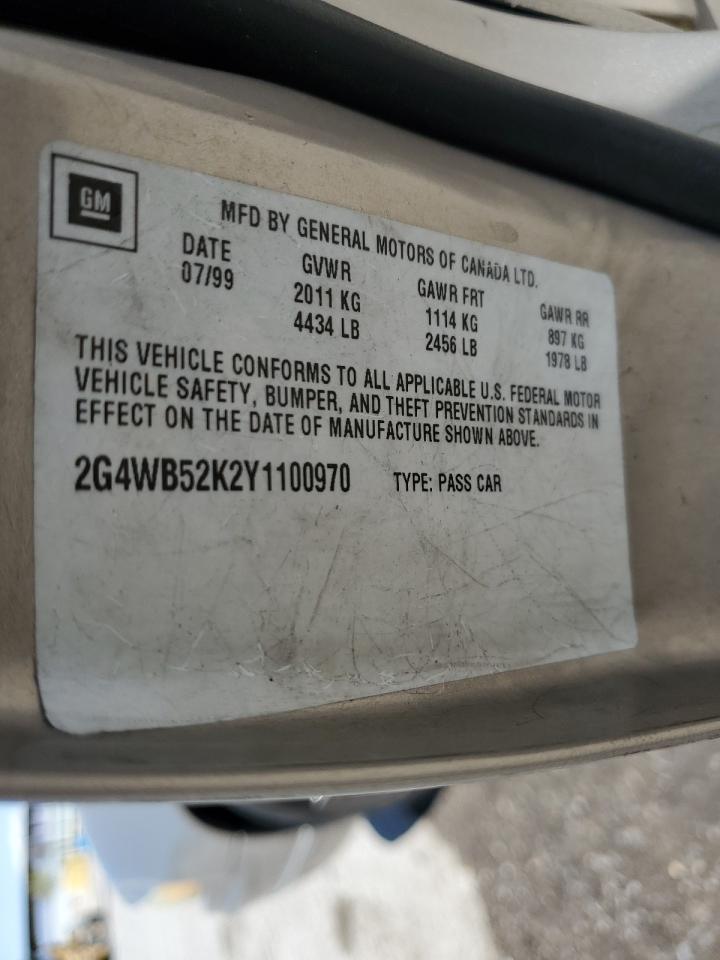 GM
MFD BY GENERAL MOTORS OF CANADA LTD.
DATE GVWR GAWR FRT GAWR RR
07/99 2011 KG 1114 KG 897 KG
4434 LB 2456 LB 1978 LB
THIS VEHICLE CONFORMS TO ALL APPLICABLE U.S. FEDERAL MOTOR
VEHICLE SAFETY, BUMPER, AND THEFT PREVENTION STANDARDS IN
EFFECT ON THE DATE OF MANUFACTURE SHOWN ABOVE.
2G4WB52K2Y1100970 TYPE: PASS CAR